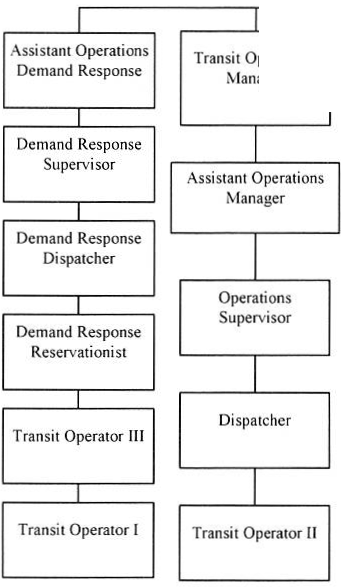 Assistant Operations
Demand Response
Demand Response
Supervisor
Demand Response
Dispatcher
Demand Response
Reservationist
Transit Operator III
Transit Operator I
Transit
Assistant Operations
Manager
Operations
Supervisor
Dispatcher
Transit Operator II